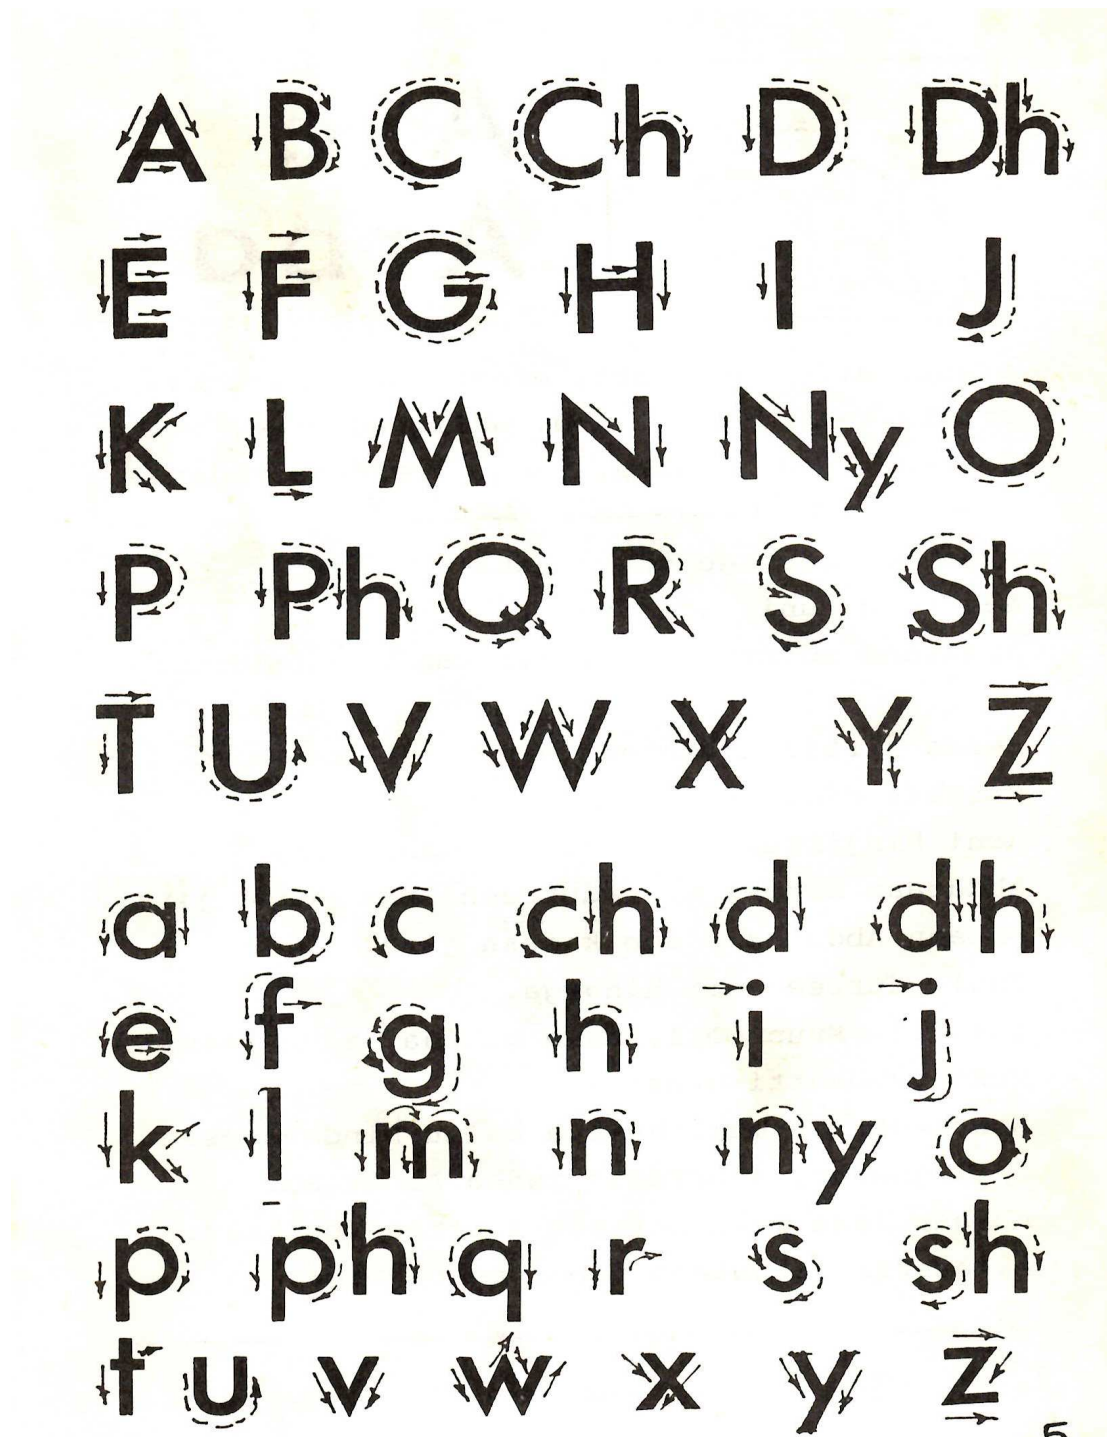 A B C Ch D Dh
E F G H I J
K L M N Ny O
P Ph Q R S Sh
T U V W X Y Z
a b c ch d dh
e f g h i j
k l m n ny o
p ph q r s sh
t u v w x y z
5